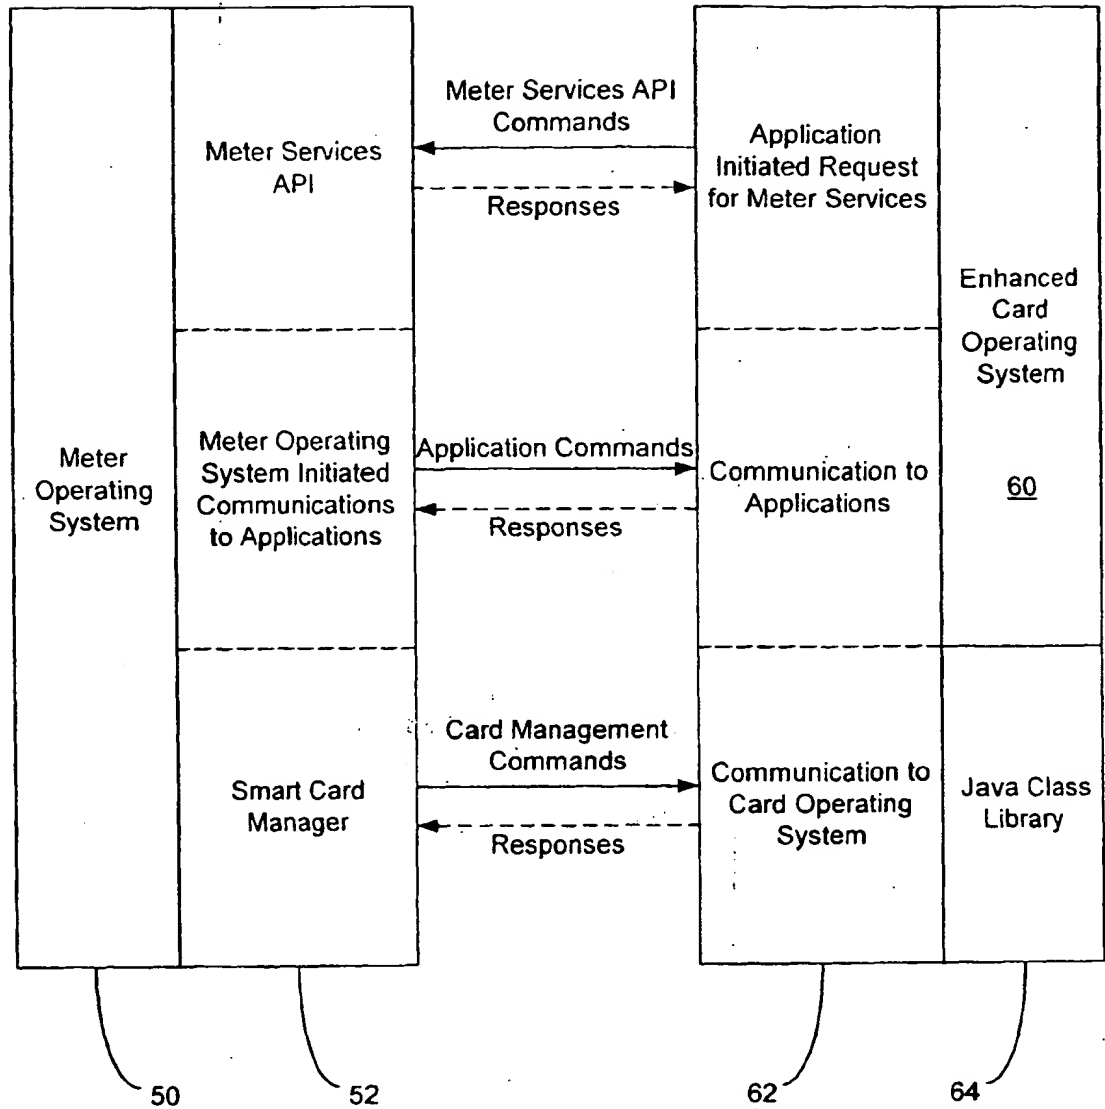 Meter Services API
Commands
Meter Services
API
Responses
Application
Initiated Request
for Meter Services
Enhanced
Card
Operating
System
60
Meter
Operating
System
Meter Operating
System Initiated
Communications
to Applications
Application Commands
Responses
Communication to
Applications
Smart Card
Manager
Card Management
Commands
Responses
Communication to
Card Operating
System
Java Class
Library
50
52
62
64